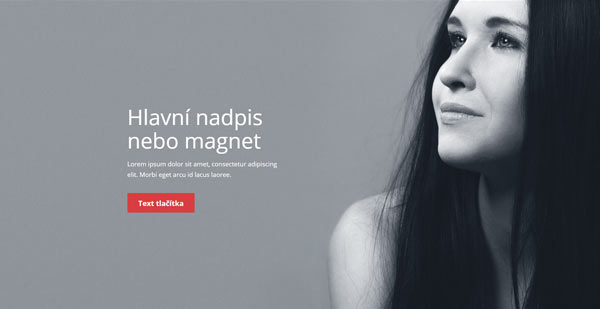 Hlavní nadpis
nebo magnet
Lorem ipsum dolor sit amet, consectetur adipiscing
elit. Morbi eget arcu id lacus laoree.
Text tlačítka